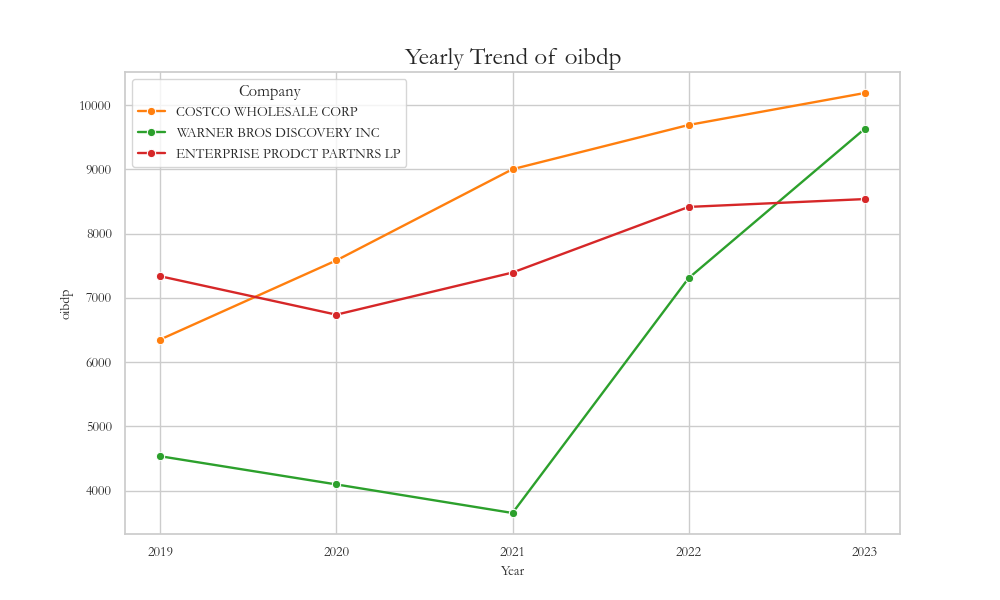 Yearly Trend of oibdp
Company
COSTCO WHOLESALE CORP
WARNER BROS DISCOVERY INC
ENTERPRISE PRODCT PARTNRS LP
10000
9000
8000
7000
6000
5000
4000
oibdp
2019 2020 2021 2022 2023
Year